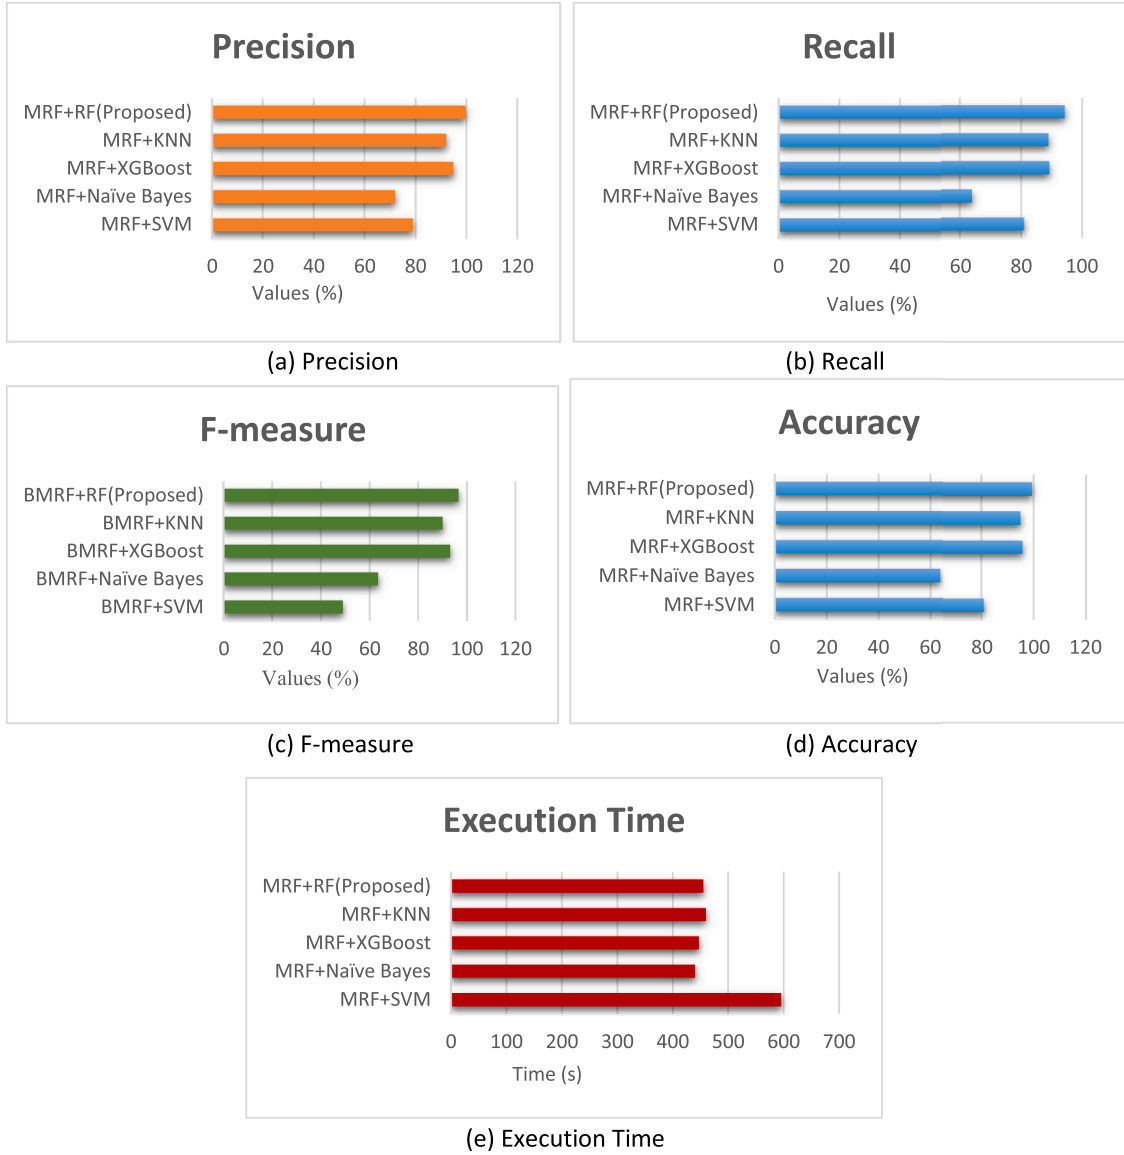 Precision
MRF+RF(Proposed)
MRF+KNN
MRF+XGBoost
MRF+Naïve Bayes
MRF+SVM
0 20 40 60 80 100 120
Values (%)
(a) Precision
Recall
MRF+RF(Proposed)
MRF+KNN
MRF+XGBoost
MRF+Naïve Bayes
MRF+SVM
0 20 40 60 80 100
Values (%)
(b) Recall
F-measure
BMRF+RF(Proposed)
BMRF+KNN
BMRF+XGBoost
BMRF+Naïve Bayes
BMRF+SVM
0 20 40 60 80 100 120
Values (%)
(c) F-measure
Accuracy
MRF+RF(Proposed)
MRF+KNN
MRF+XGBoost
MRF+Naïve Bayes
MRF+SVM
0 20 40 60 80 100 120
Values (%)
(d) Accuracy
Execution Time
MRF+RF(Proposed)
MRF+KNN
MRF+XGBoost
MRF+Naïve Bayes
MRF+SVM
0 100 200 300 400 500 600 700
Time (s)
(e) Execution Time